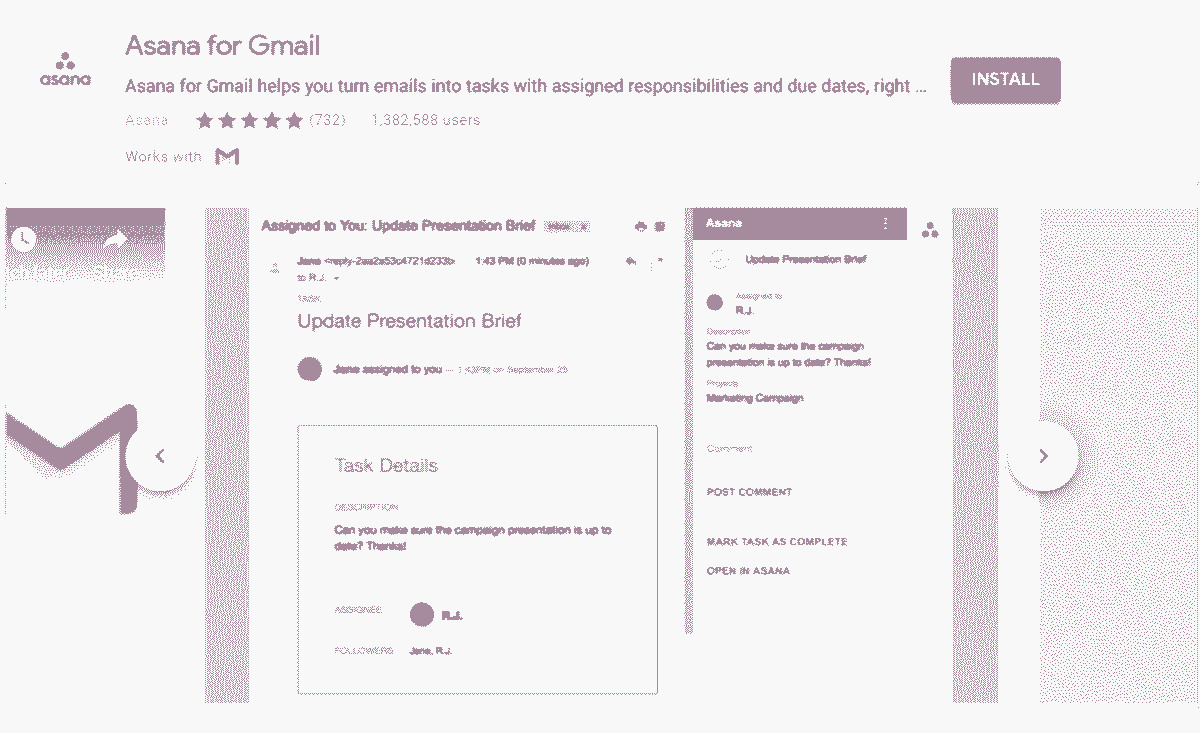 Asana for Gmail
asana
Asana for Gmail helps you turn emails into tasks with assigned responsibilities and due dates, right ...
INSTALL
Asana (732) 1,382,588 users
Works with
Assigned to You: Update Presentation Brief
Jane <reply-2aa2a53c4721d233b> 1:43 PM (0 minutes ago)
to R.J.
TASK
Update Presentation Brief
Jane assigned to you — 1:43PM on September 25
Task Details
DESCRIPTION
Can you make sure the campaign presentation is up to
date? Thanks!
ASSIGNEE R.J.
FOLLOWERS Jane, R.J.
Asana
Update Presentation Brief
Assigned to
R.J.
Description
Can you make sure the campaign
presentation is up to date? Thanks!
Projects
Marketing Campaign
Comment
POST COMMENT
MARK TASK AS COMPLETE
OPEN IN ASANA